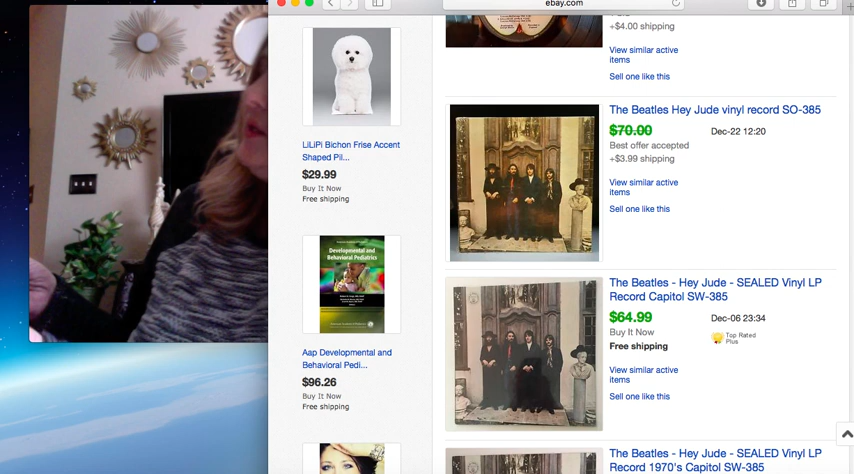 ebay.com
LiLiPi Bichon Frise Accent
Shaped Pil...
$29.99
Buy It Now
Free shipping
Developmental and
Behavioral Pediatrics
Aap Developmental and
Behavioral Pedi...
$96.26
Buy It Now
Free shipping
+$4.00 shipping
View similar active
items
Sell one like this
The Beatles Hey Jude vinyl record SO-385
$70.00
Dec-22 12:20
Best offer accepted
+$3.99 shipping
View similar active
items
Sell one like this
The Beatles - Hey Jude - SEALED Vinyl LP
Record Capitol SW-385
$64.99
Dec-06 23:34
Buy It Now
Top Rated
Plus
Free shipping
View similar active
items
Sell one like this
The Beatles - Hey Jude - SEALED Vinyl LP
Record 1970's Capitol SW-385